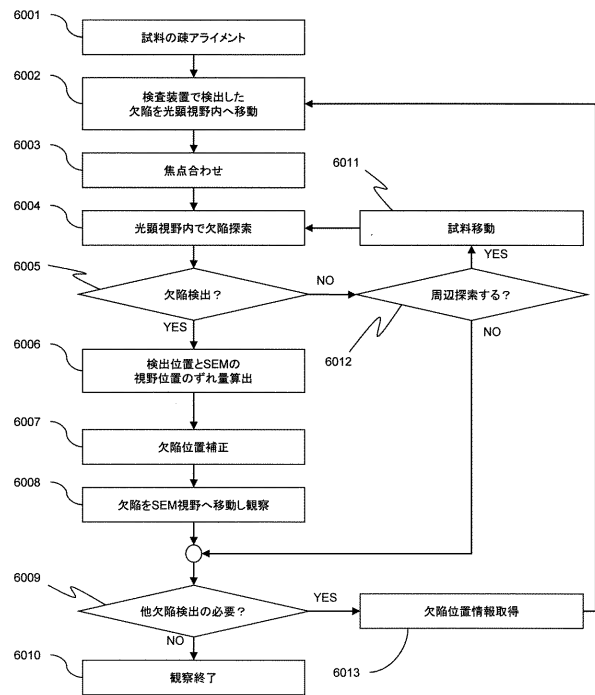 6001
試料の疎アライメント
6002
検査装置で検出した
欠陥を光顕視野内へ移動
6003
焦点合わせ
6011
6004
光顕視野内で欠陥探索
試料移動
6005
YES
欠陥検出?
NO
周辺探索する?
YES
NO
6012
6006
検出位置とSEMの
視野位置のずれ量算出
6007
欠陥位置補正
6008
欠陥をSEM視野へ移動し観察
6009
他欠陥検出の必要?
YES
欠陥位置情報取得
NO
6010
観察終了
6013